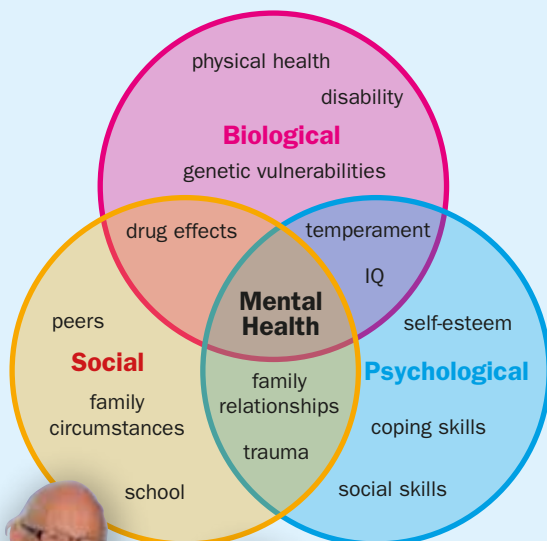 physical health
disability
Biological
genetic vulnerabilities
drug effects
temperament
IQ
Mental
Health
peers
self-esteem
Social
Psychological
family
circumstances
family
relationships
coping skills
trauma
school
social skills